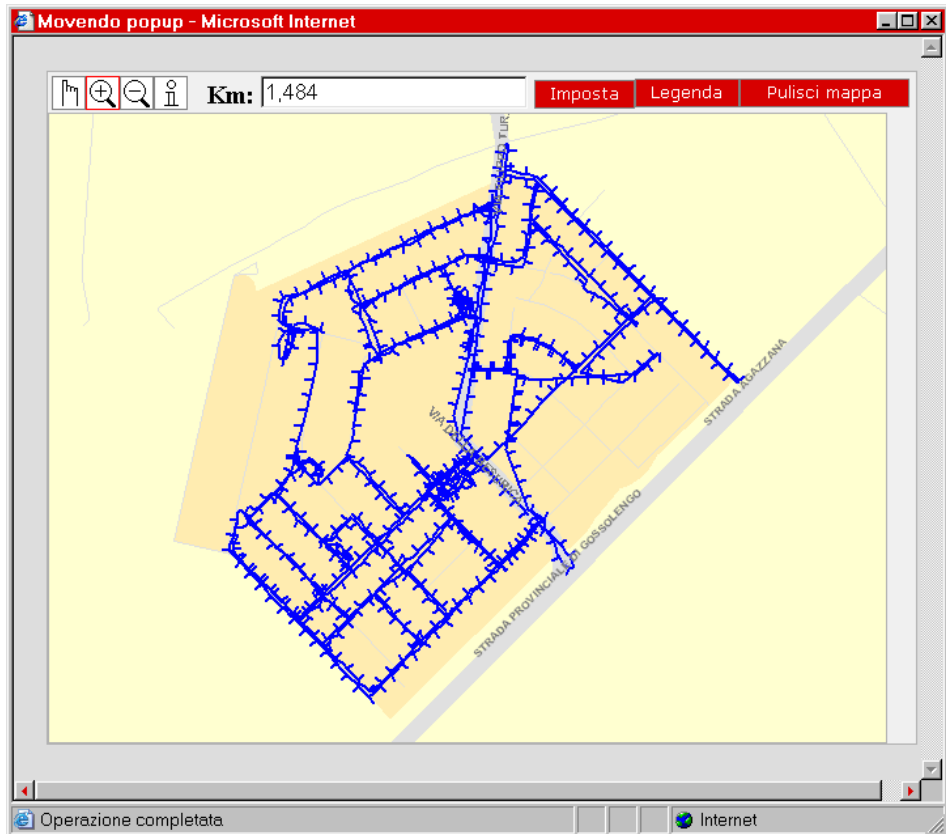 Movendo popup - Microsoft Internet
Km: 1,484 Imposta Legenda Pulisci mappa
STRADA AGAZZANA
STRADA PROVINCIALE DI GOSSOLENGO
Operazione completata Internet